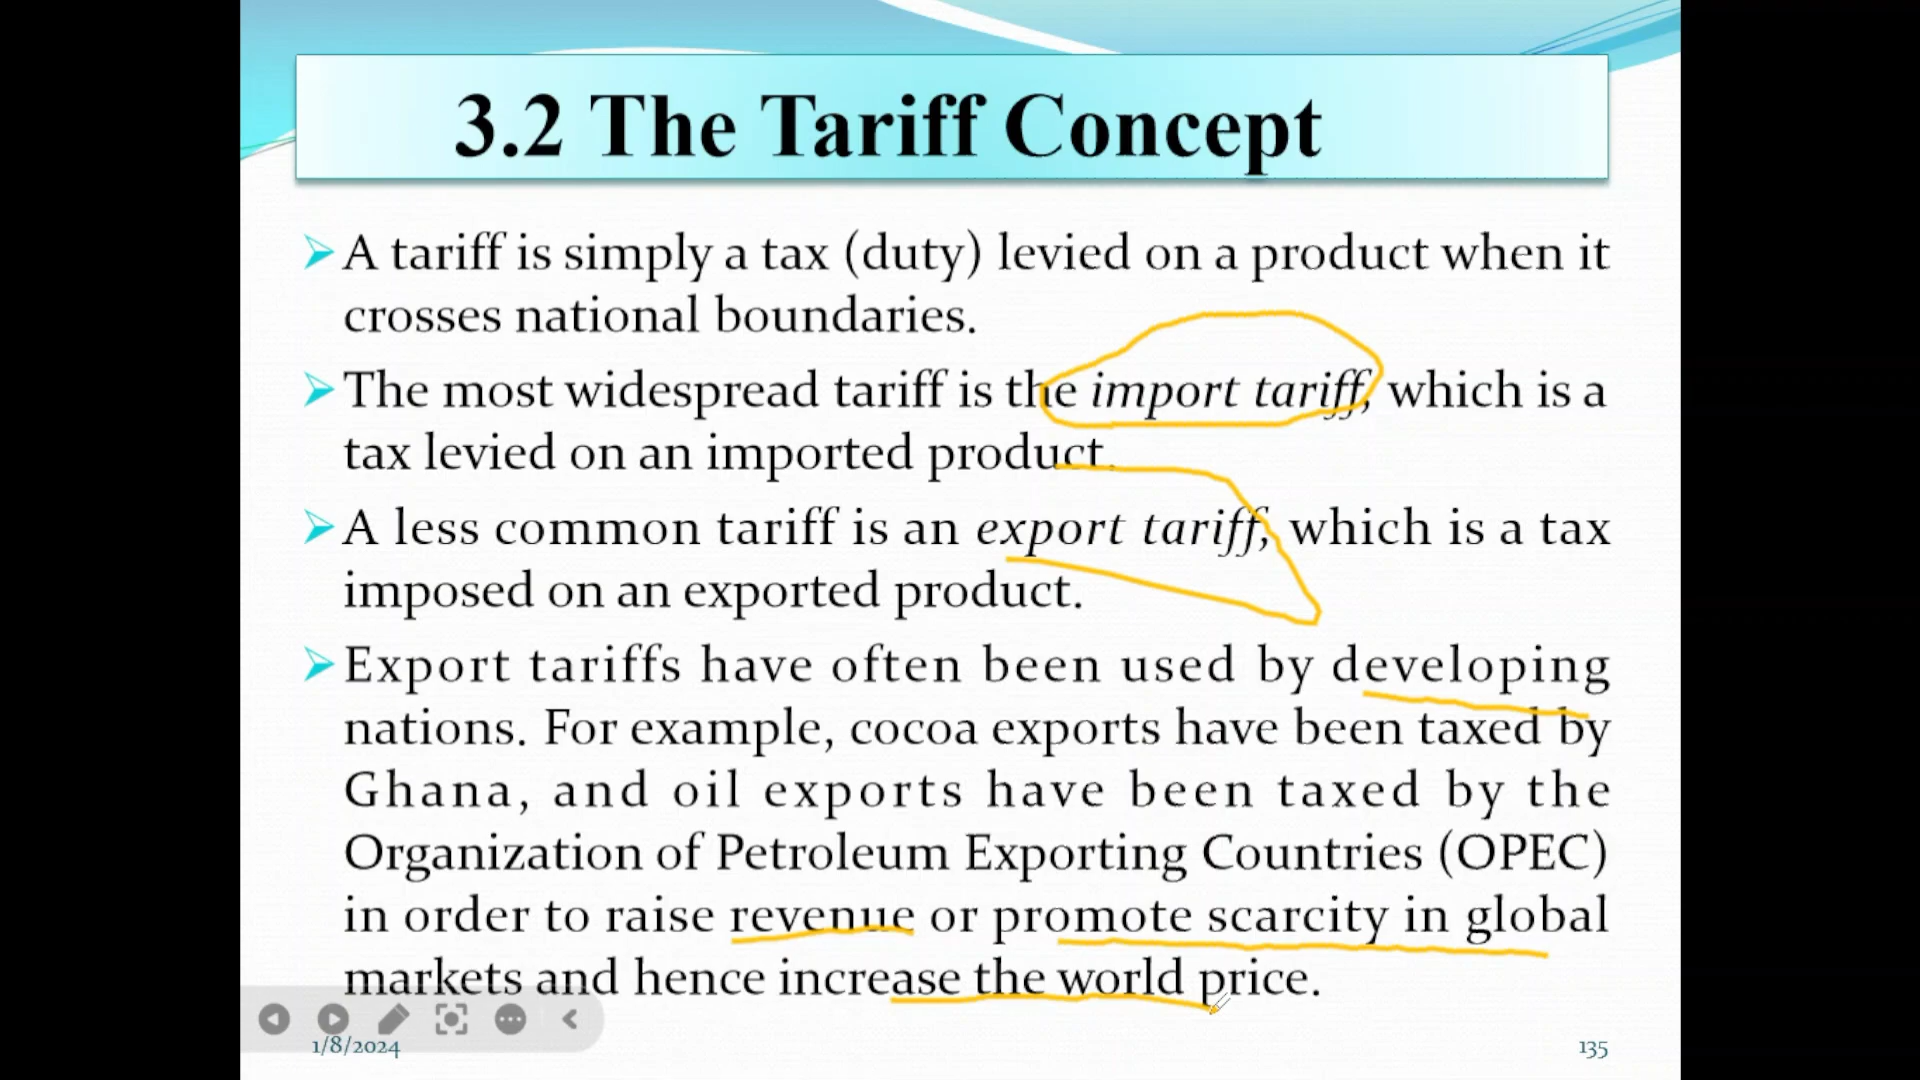 3.2 The Tariff Concept
A tariff is simply a tax (duty) levied on a product when it
crosses national boundaries.
The most widespread tariff is the import tariff, which is a
tax levied on an imported product.
A less common tariff is an export tariff, which is a tax
imposed on an exported product.
Export tariffs have often been used by developing
nations. For example, cocoa exports have been taxed by
Ghana, and oil exports have been taxed by the
Organization of Petroleum Exporting Countries (OPEC)
in order to raise revenue or promote scarcity in global
markets and hence increase the world price.
1/8/2024
135